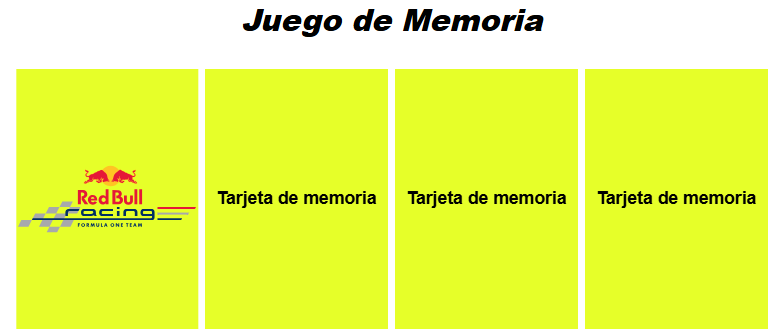 Juego de Memoria
Red Bull
racing
FORMULA ONE TEAM
Tarjeta de memoria
Tarjeta de memoria
Tarjeta de memoria